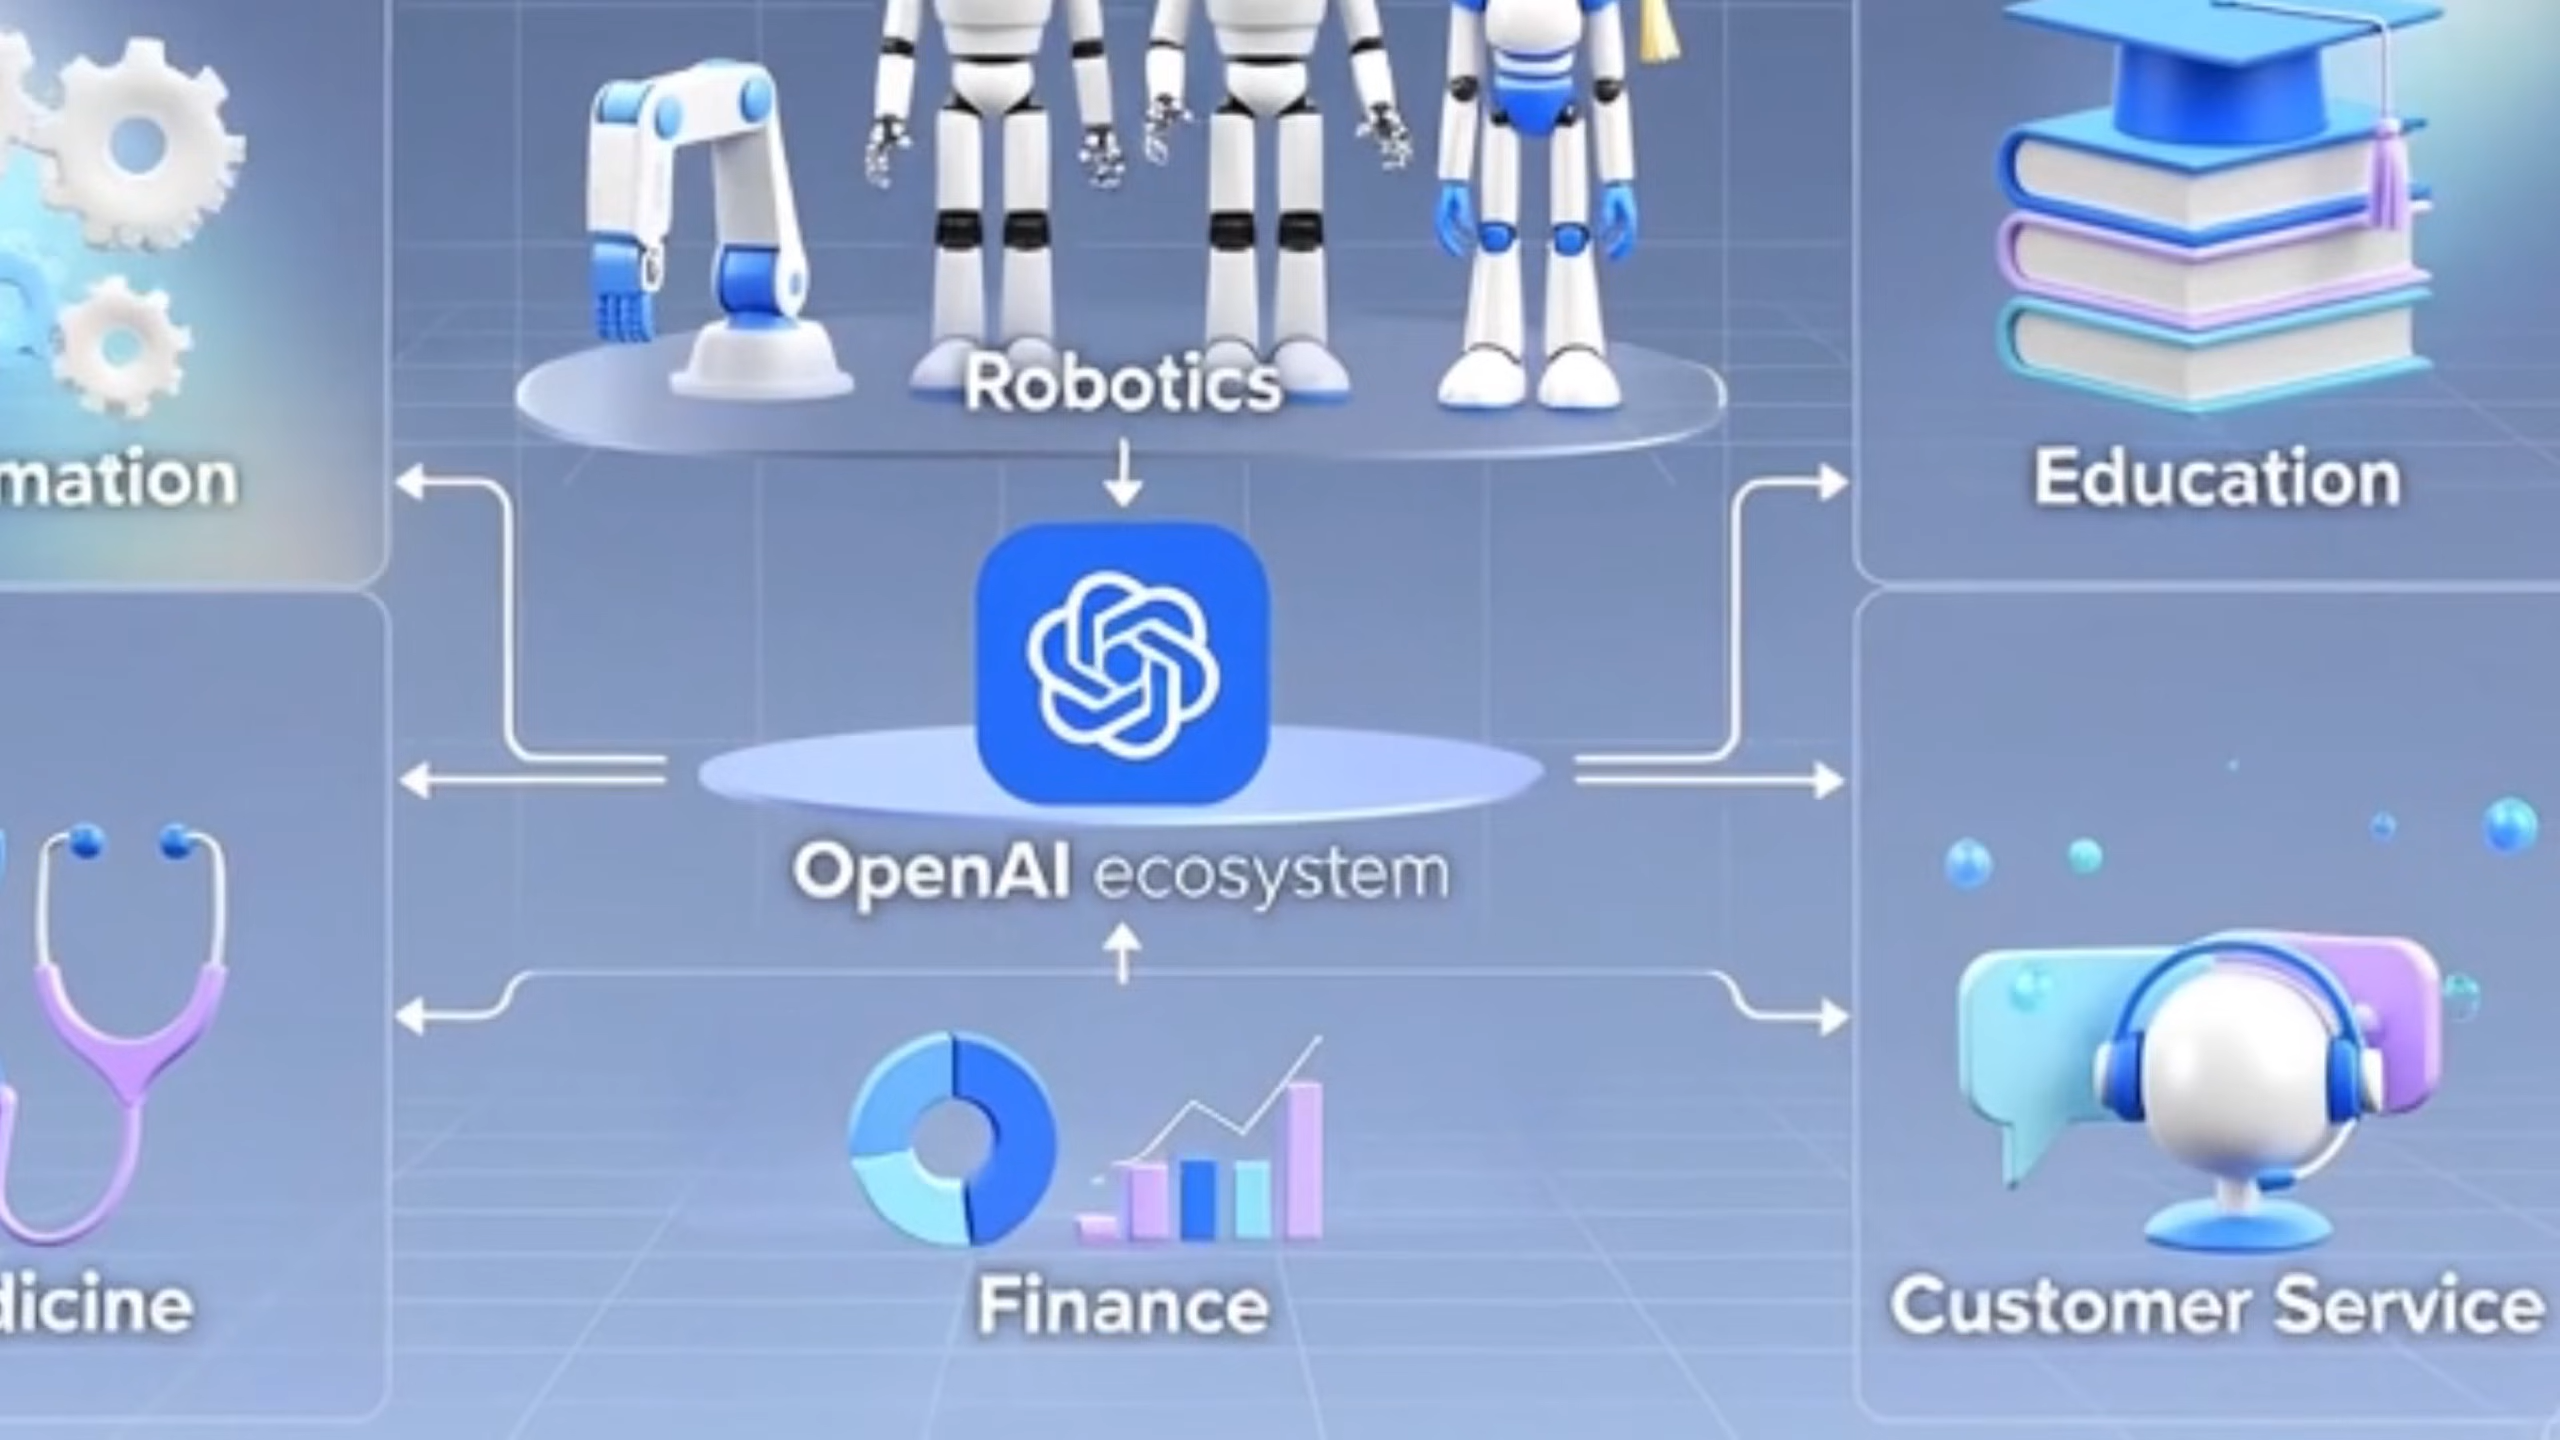 Robotics
mation
Education
OpenAI ecosystem
dicine
Finance
Customer Service